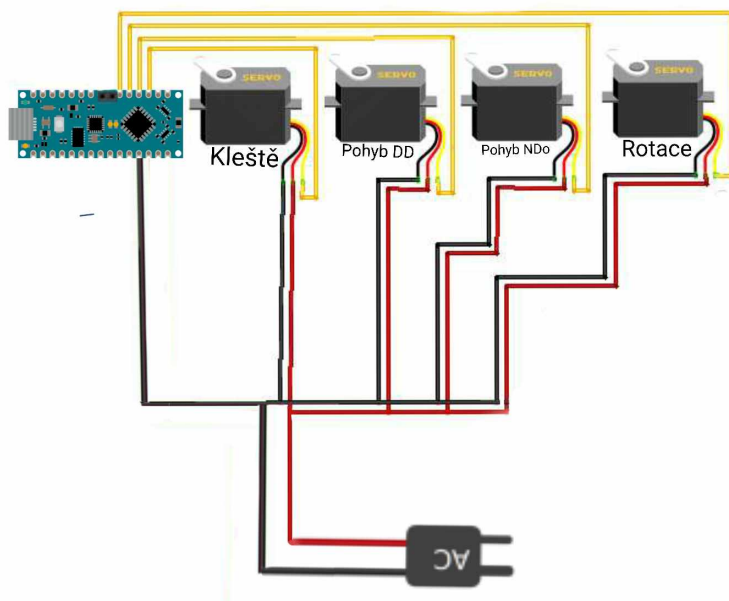 SERVO
SERVO
SERVO
SERVO
Kleště
Pohyb DD
Pohyb NDo
Rotace
AC